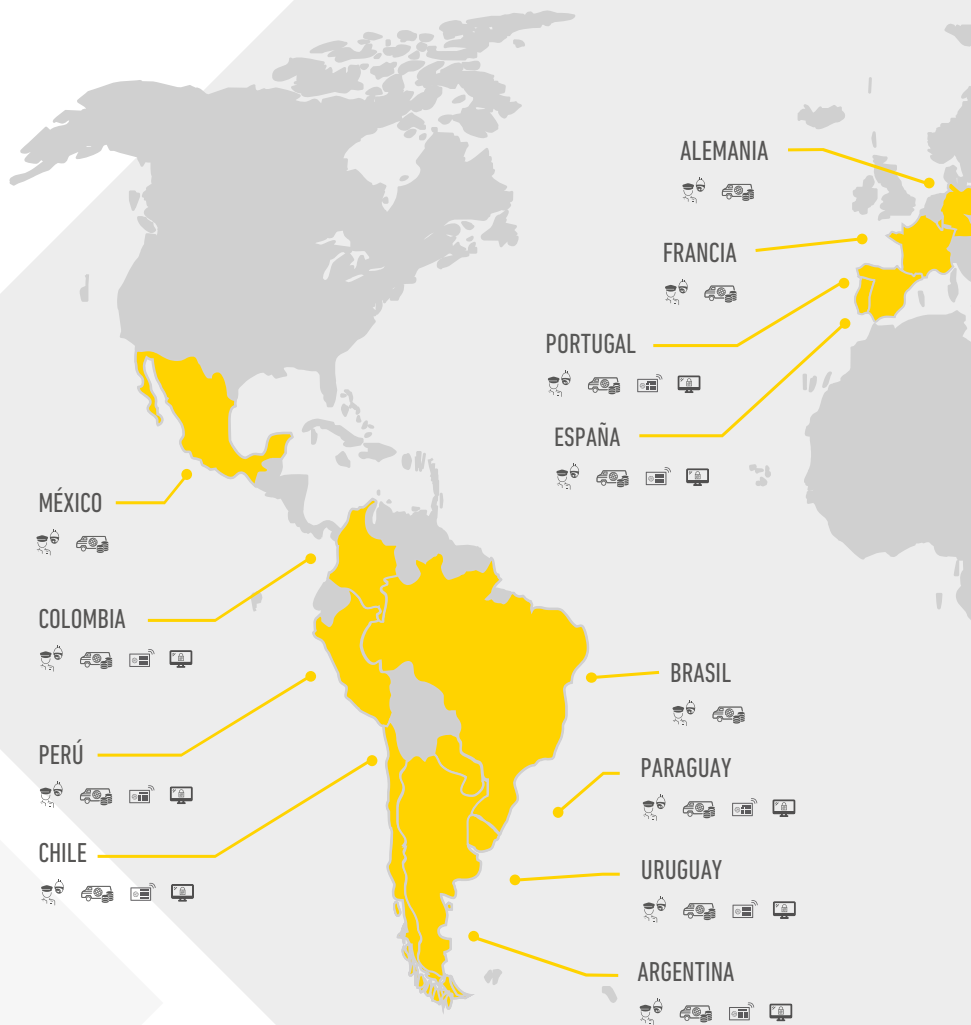 ALEMANIA
FRANCIA
PORTUGAL
ESPAÑA
MÉXICO
COLOMBIA
PERÚ
CHILE
BRASIL
PARAGUAY
URUGUAY
ARGENTINA